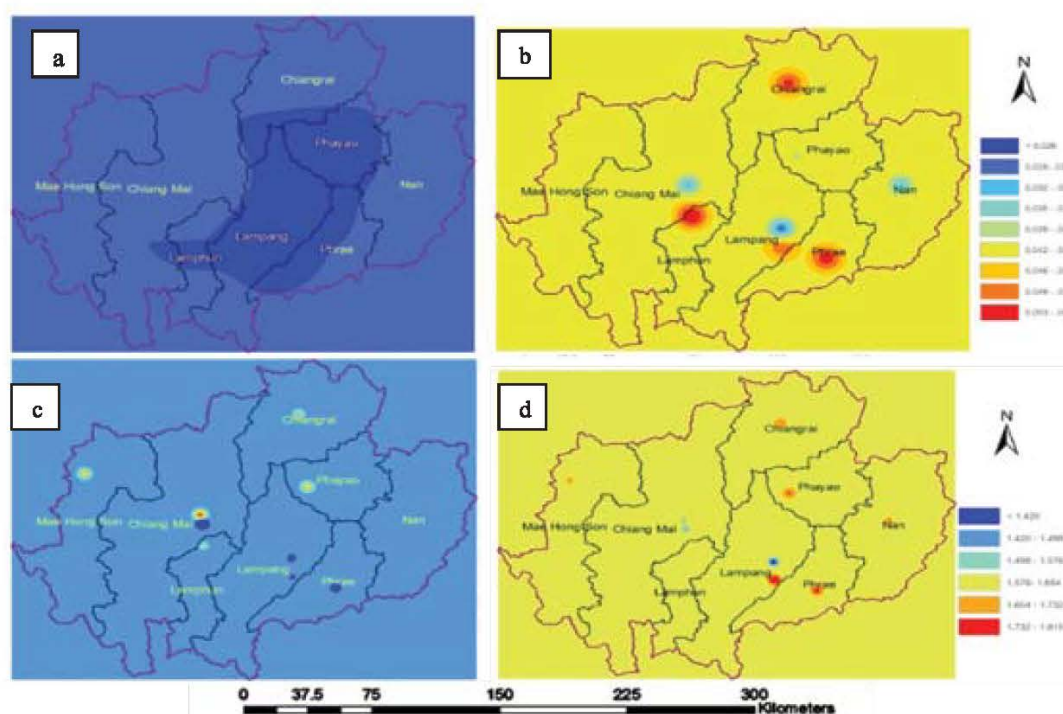 a
Chiangrai
Phayao
Mae Hong Son Chiang Mai
Nan
Lampang
Lamphun
Phrae
b
Chiangrai
Phayao
Mae Hong Son Chiang Mai
Nan
Lampang
Lamphun
Phrae
N
c
Chiangrai
Phayao
Mae Hong Son Chiang Mai
Nan
Lampang
Lamphun
Phrae
d
Chiangrai
Phayao
Mae Hong Son Chiang Mai
Nan
Lampang
Lamphun
Phrae
N
< 1.420
1.420 - 1.498
1.498 - 1.576
1.576- 1.654
1.654 - 1.732
1.732 - 1.811
0 37.5 75 150 225 300
Kilometers